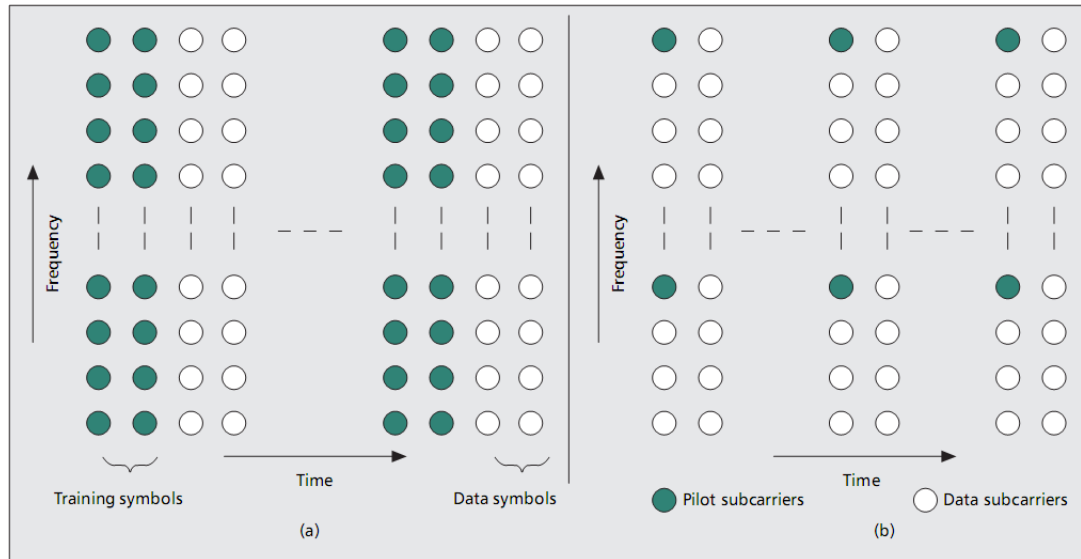 Frequency
Time
Training symbols
Data symbols
(a)
Frequency
Time
Pilot subcarriers
Data subcarriers
(b)